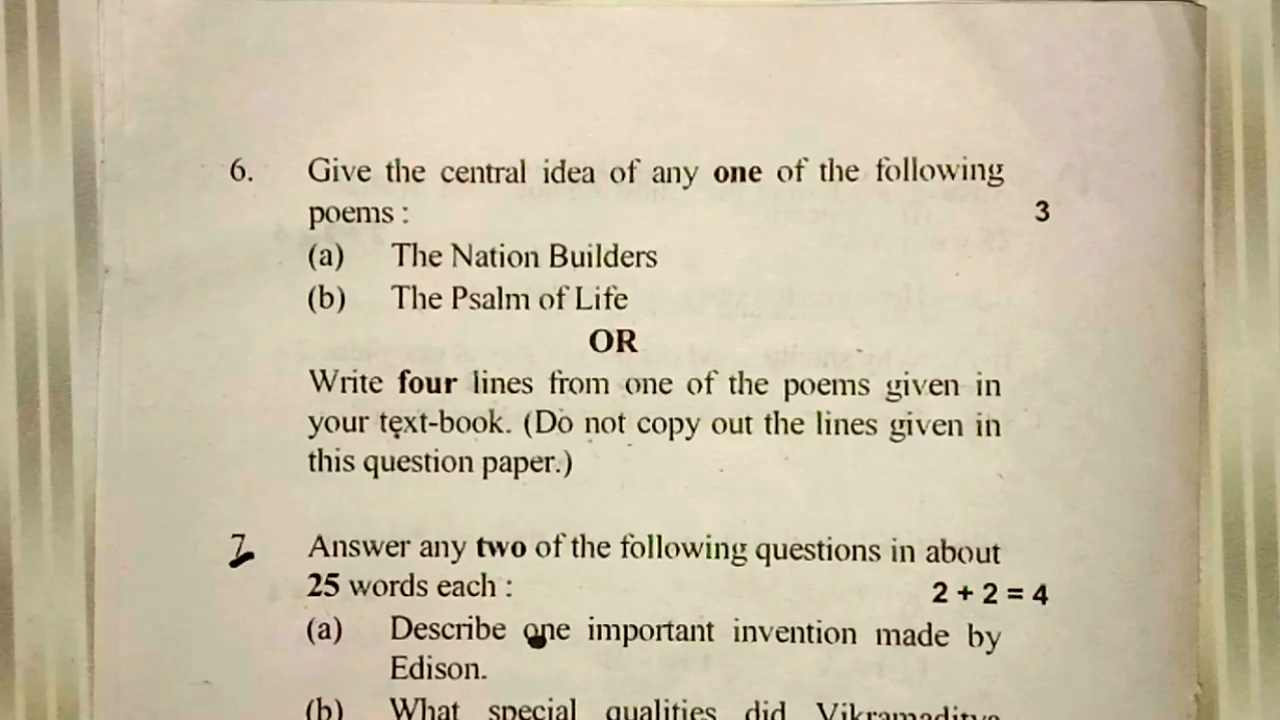 6. Give the central idea of any one of the following
poems : 3
(a) The Nation Builders
(b) The Psalm of Life
OR
Write four lines from one of the poems given in
your text-book. (Do not copy out the lines given in
this question paper.)
7. Answer any two of the following questions in about
25 words each : 2 + 2 = 4
(a) Describe one important invention made by
Edison.
(b) What special qualities did Vikramaditya